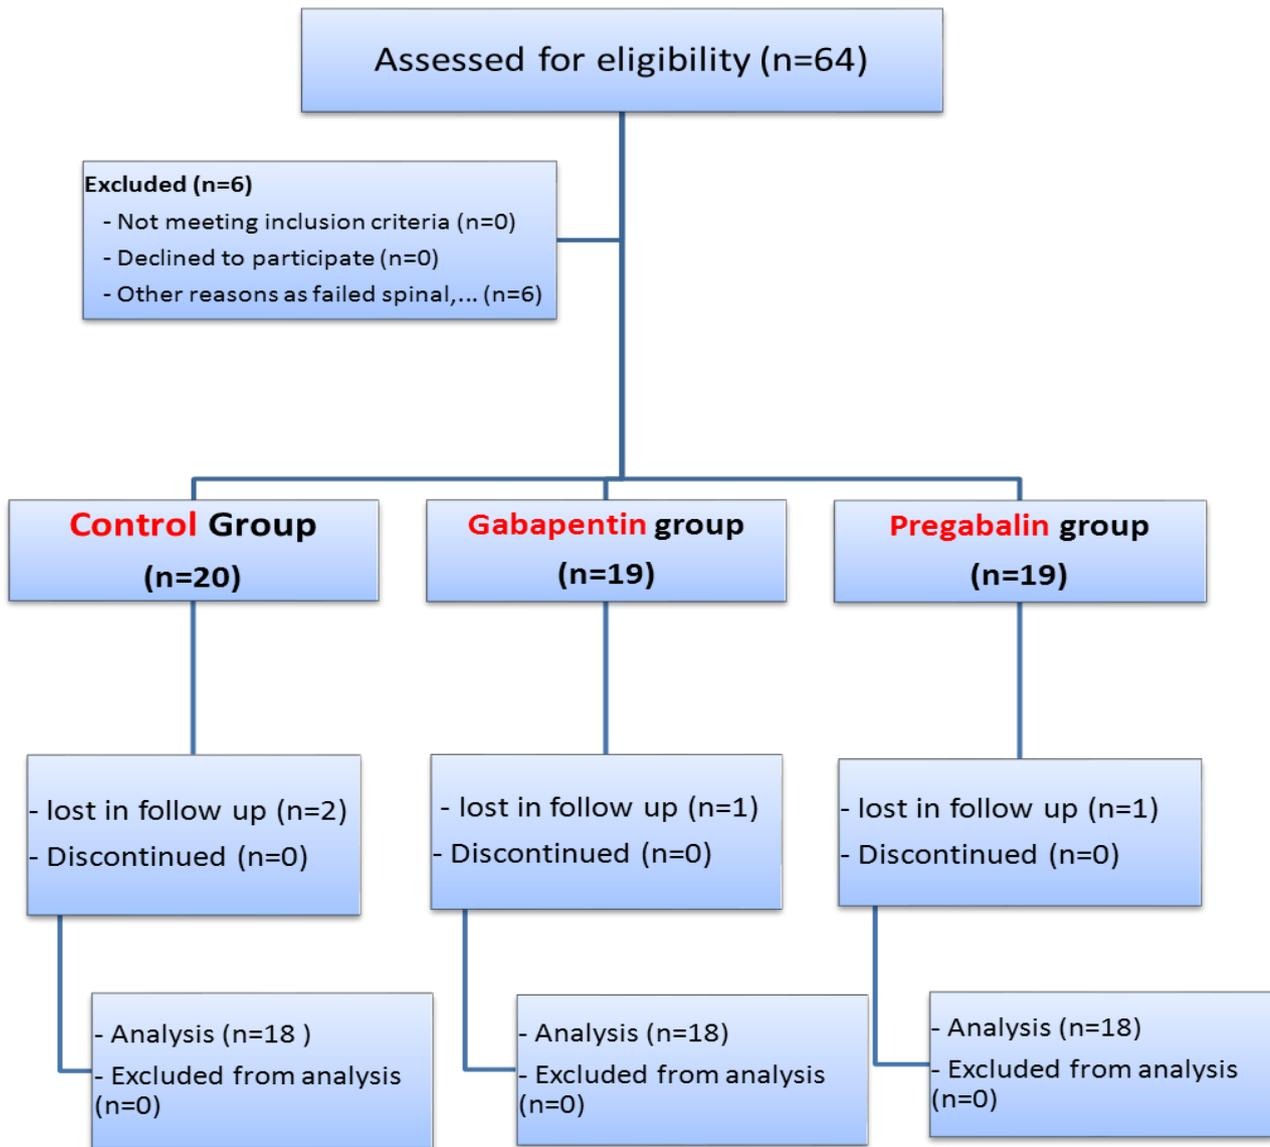 Assessed for eligibility (n=64)
Excluded (n=6)
- Not meeting inclusion criteria (n=0)
- Declined to participate (n=0)
- Other reasons as failed spinal,... (n=6)
Control Group
(n=20)
Gabapentin group
(n=19)
Pregabalin group
(n=19)
- lost in follow up (n=2)
- Discontinued (n=0)
- lost in follow up (n=1)
- Discontinued (n=0)
- lost in follow up (n=1)
- Discontinued (n=0)
- Analysis (n=18 )
- Excluded from analysis
(n=0)
- Analysis (n=18)
- Excluded from analysis
(n=0)
- Analysis (n=18)
- Excluded from analysis
(n=0)